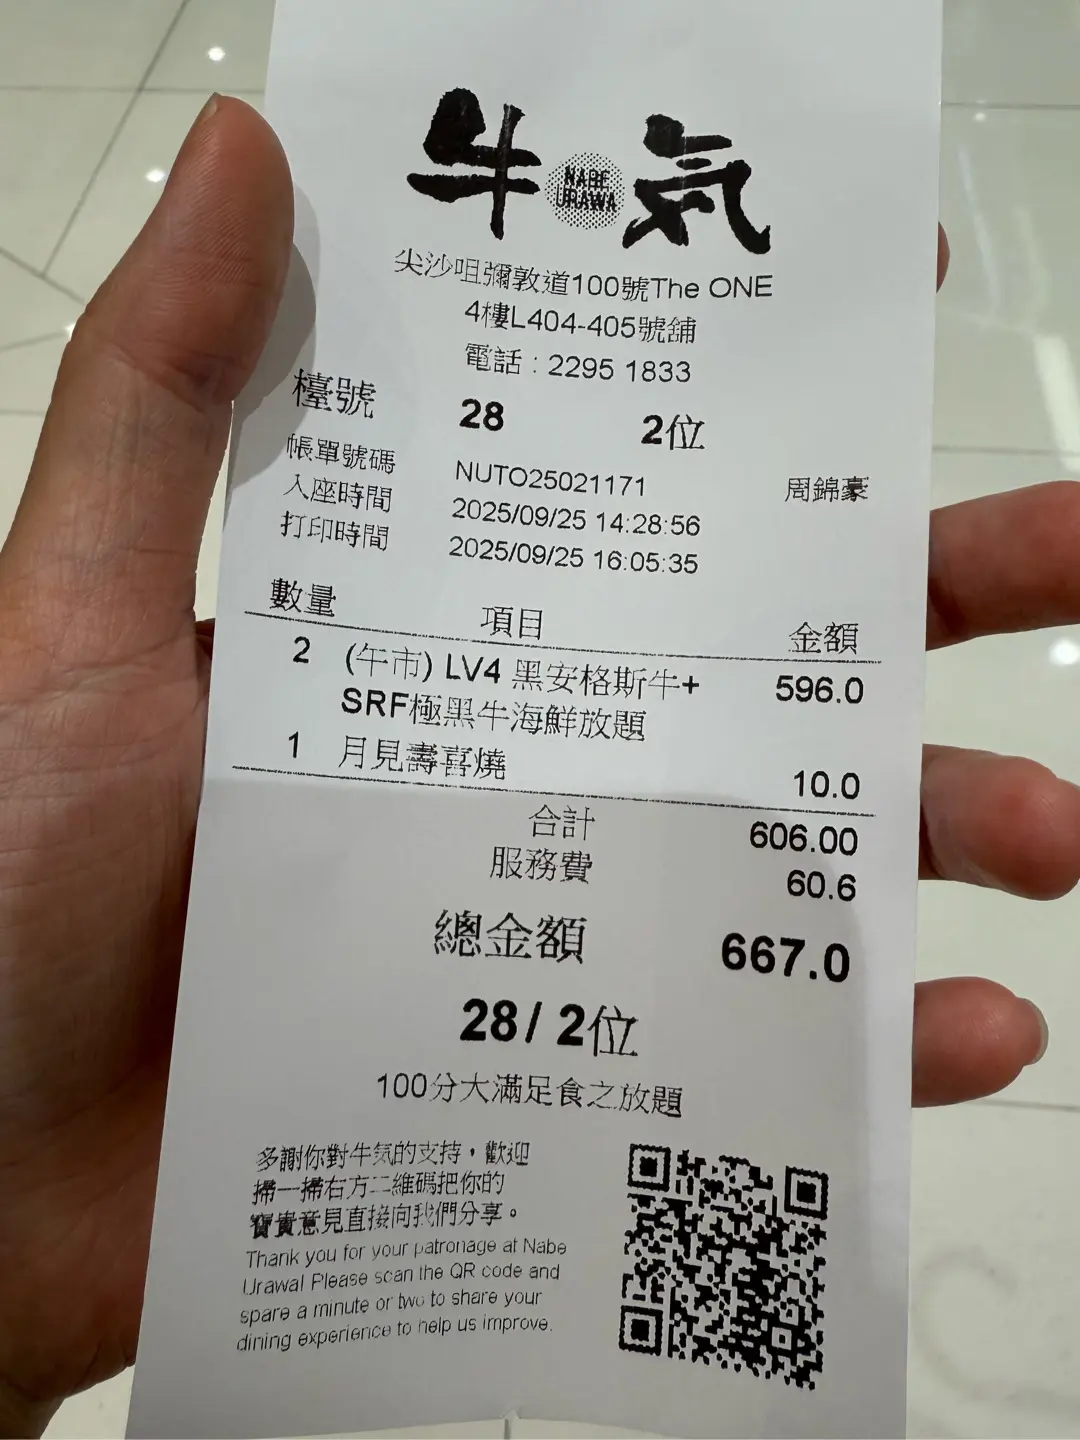 牛 NABE URAWA 気
尖沙咀彌敦道100號The ONE
4樓L404-405號舖
電話：2295 1833
檯號 28 2位
帳單號碼 NUTO25021171 周錦豪
入座時間 2025/09/25 14:28:56
打印時間 2025/09/25 16:05:35
數量 項目 金額
2 (午市) LV4 黑安格斯牛+ 596.0
SRF極黑牛海鮮放題
1 月見壽喜燒 10.0
合計 606.00
服務費 60.6
總金額 667.0
28/ 2位
100分大滿足食之放題
多謝你對牛気的支持，歡迎
掃一掃右方二維碼把你的
寶貴意見直接向我們分享。
Thank you for your patronage at Nabe
Urawa! Please scan the QR code and
spare a minute or two to share your
dining experience to help us improve.